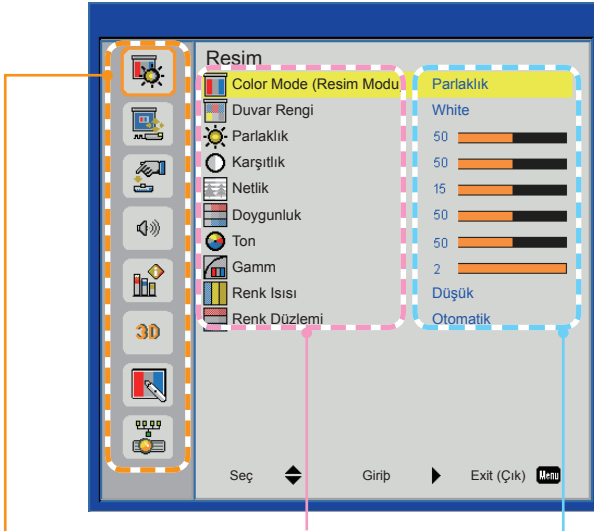 Resim
Color Mode (Resim Modu Parlaklık
Duvar Rengi White
Parlaklık 50
Karşıtlık 50
Netlik 15
Doygunluk 50
Ton 50
Gamm 2
Renk Isısı Düşük
Renk Düzlemi Otomatik
3D
Seç Giriþ Exit (Çık) Menu